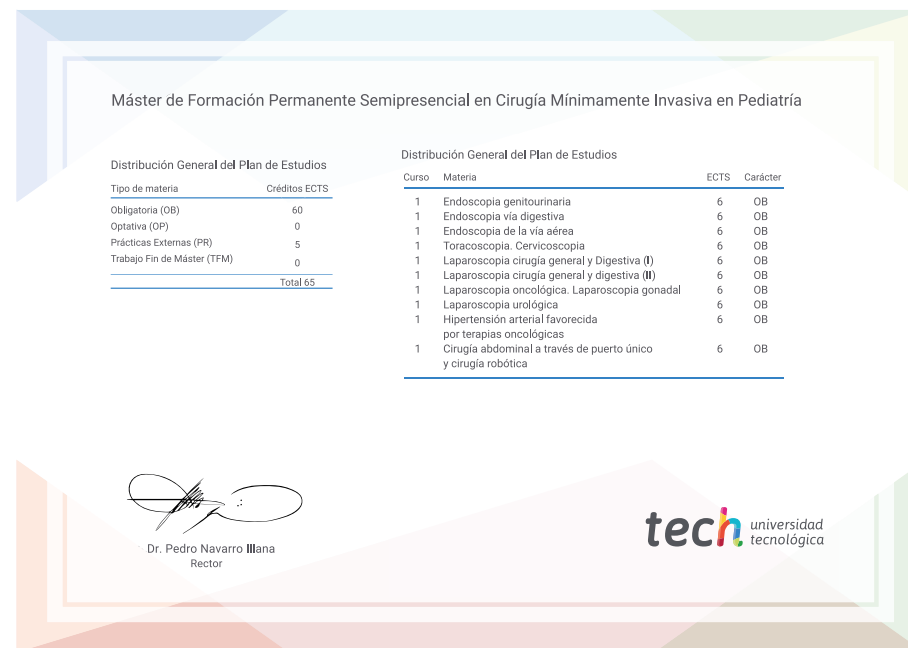 Máster de Formación Permanente Semipresencial en Cirugía Mínimamente Invasiva en Pediatría
Distribución General del Plan de Estudios
Tipo de materia Créditos ECTS
Obligatoria (OB) 60
Optativa (OP) 0
Prácticas Externas (PR) 5
Trabajo Fin de Máster (TFM) 0
Total 65
Distribución General del Plan de Estudios
Curso Materia ECTS Carácter
1 Endoscopia genitourinaria 6 OB
1 Endoscopia vía digestiva 6 OB
1 Endoscopia de la vía aérea 6 OB
1 Toracoscopia. Cervicoscopia 6 OB
1 Laparoscopia cirugía general y Digestiva (I) 6 OB
1 Laparoscopia cirugía general y digestiva (II) 6 OB
1 Laparoscopia oncológica. Laparoscopia gonadal 6 OB
1 Laparoscopia urológica 6 OB
1 Hipertensión arterial favorecida 6 OB
por terapias oncológicas
1 Cirugía abdominal a través de puerto único 6 OB
y cirugía robótica
Dr. Pedro Navarro Illana
Rector
tech universidad
tecnológica